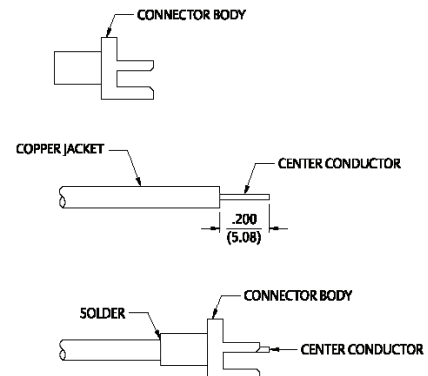 CONNECTOR BODY
COPPER JACKET
CENTER CONDUCTOR
.200
(5.08)
CONNECTOR BODY
SOLDER
CENTER CONDUCTOR